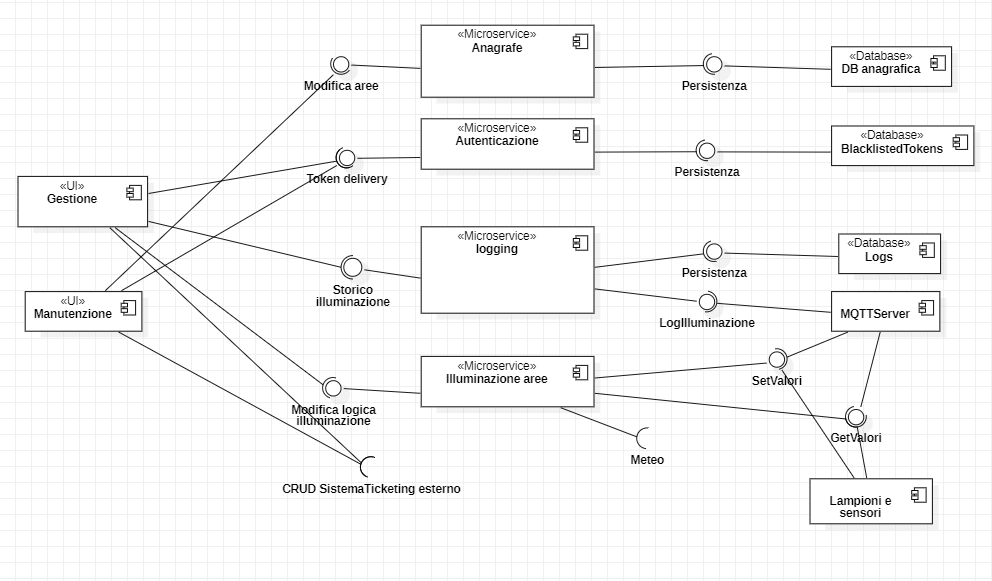 «Microservice»
Anagrafe
Modifica aree
Persistenza
«Database»
DB anagrafica
«Microservice»
Autenticazione
Token delivery
Persistenza
«Database»
BlacklistedTokens
«UI»
Gestione
«Microservice»
logging
Storico
illuminazione
Persistenza
«Database»
Logs
LogIlluminazione
MQTTServer
«UI»
Manutenzione
«Microservice»
Illuminazione aree
Modifica logica
illuminazione
SetValori
GetValori
Meteo
CRUD SistemaTicketing esterno
Lampioni e
sensori